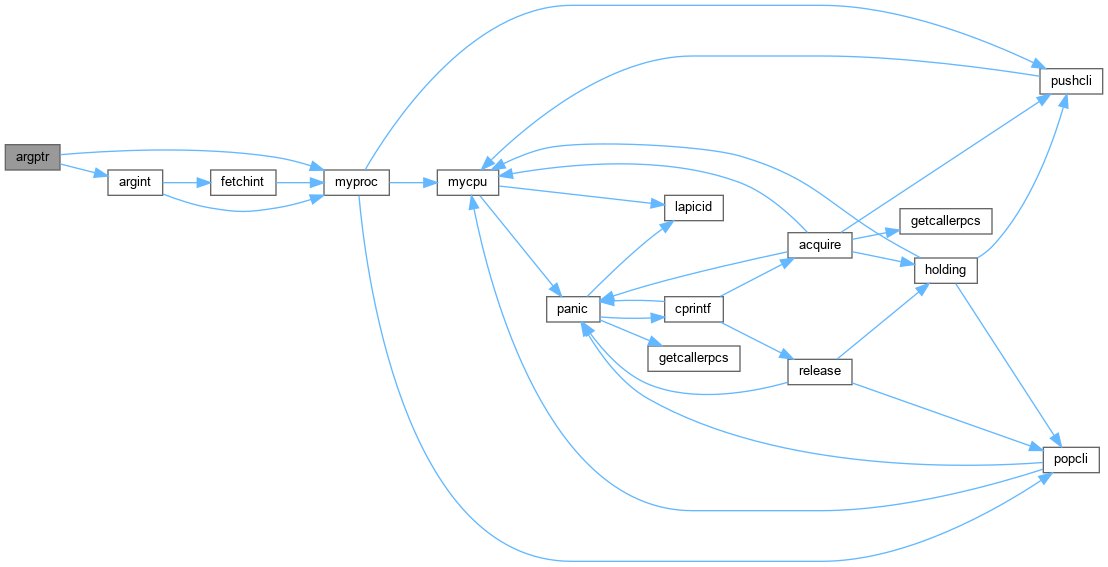 argptr
argint
fetchint
myproc
mycpu
lapicid
panic
cprintf
getcallerpcs
acquire
release
getcallerpcs
holding
pushcli
popcli